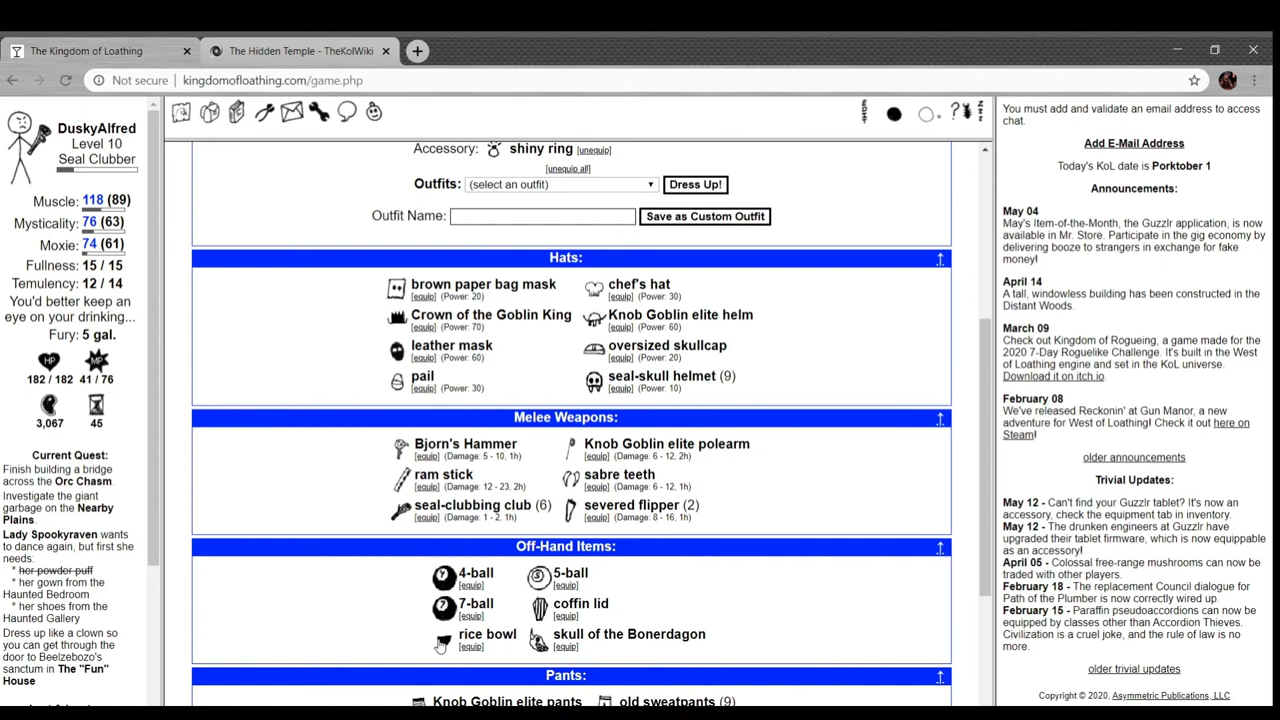 The Kingdom of Loathing
The Hidden Temple - TheKolWiki
Not secure
kingdomofloathing.com/game.php
DuskyAlfred
Level 10
Seal Clubber
Muscle: 118 (89)
Mysticality: 76 (63)
Moxie: 74 (61)
Fullness: 15 / 15
Temulency: 12 / 14
You'd better keep an
eye on your drinking...
Fury: 5 gal.
HP MP
182 / 182 41 / 76
3,067 45
Current Quest:
Finish building a bridge
across the Orc Chasm.
Investigate the giant
garbage on the Nearby
Plains.
Lady Spookyraven wants
to dance again, but first she
needs:
* her powder puff
* her gown from the
Haunted Bedroom
* her shoes from the
Haunted Gallery
Dress up like a clown so
you can get through the
door to Beelzebozo's
sanctum in The "Fun"
House
Accessory: shiny ring [unequip]
[unequip all]
Outfits: (select an outfit) Dress Up!
Outfit Name: Save as Custom Outfit
Hats:
brown paper bag mask
[equip] (Power: 20)
chef's hat
[equip] (Power: 30)
Crown of the Goblin King
[equip] (Power: 70)
Knob Goblin elite helm
[equip] (Power: 60)
leather mask
[equip] (Power: 60)
oversized skullcap
[equip] (Power: 20)
pail
[equip] (Power: 30)
seal-skull helmet (9)
[equip] (Power: 10)
Melee Weapons:
Bjorn's Hammer
[equip] (Damage: 5 - 10, 1h)
Knob Goblin elite polearm
[equip] (Damage: 6 - 12, 2h)
ram stick
[equip] (Damage: 12 - 23, 2h)
sabre teeth
[equip] (Damage: 6 - 12, 1h)
seal-clubbing club (6)
[equip] (Damage: 1 - 2, 1h)
severed flipper (2)
[equip] (Damage: 8 - 16, 1h)
Off-Hand Items:
4-ball
[equip]
5-ball
[equip]
7-ball
[equip]
coffin lid
[equip]
rice bowl
[equip]
skull of the Bonerdagon
[equip]
Pants:
Knob Goblin elite pants old sweatpants (9)
You must add and validate an email address to access
chat.
Add E-Mail Address
Today's KoL date is Porktober 1
Announcements:
May 04
May's Item-of-the-Month, the Guzzlr application, is now
available in Mr. Store. Participate in the gig economy by
delivering booze to strangers in exchange for fake
money!
April 14
A tall, windowless building has been constructed in the
Distant Woods.
March 09
Check out Kingdom of Rogueing, a game made for the
2020 7-Day Roguelike Challenge. It's built in the West
of Loathing engine and set in the KoL universe.
Download it on itch.io.
February 08
We've released Reckonin' at Gun Manor, a new
adventure for West of Loathing! Check it out here on
Steam!
older announcements
Trivial Updates:
May 12 - Can't find your Guzzlr tablet? It's now an
accessory, check the equipment tab in inventory.
May 12 - The drunken engineers at Guzzlr have
upgraded their tablet firmware, which is now equippable
as an accessory!
April 05 - Colossal free-range mushrooms can now be
traded with other players.
February 18 - The replacement Council dialogue for
Path of the Plumber is now correctly wired up.
February 15 - Paraffin pseudoaccordions can now be
equipped by classes other than Accordion Thieves.
Civilization is a cruel joke, and the rule of law is no
more.
older trivial updates
Copyright © 2020, Asymmetric Publications, LLC